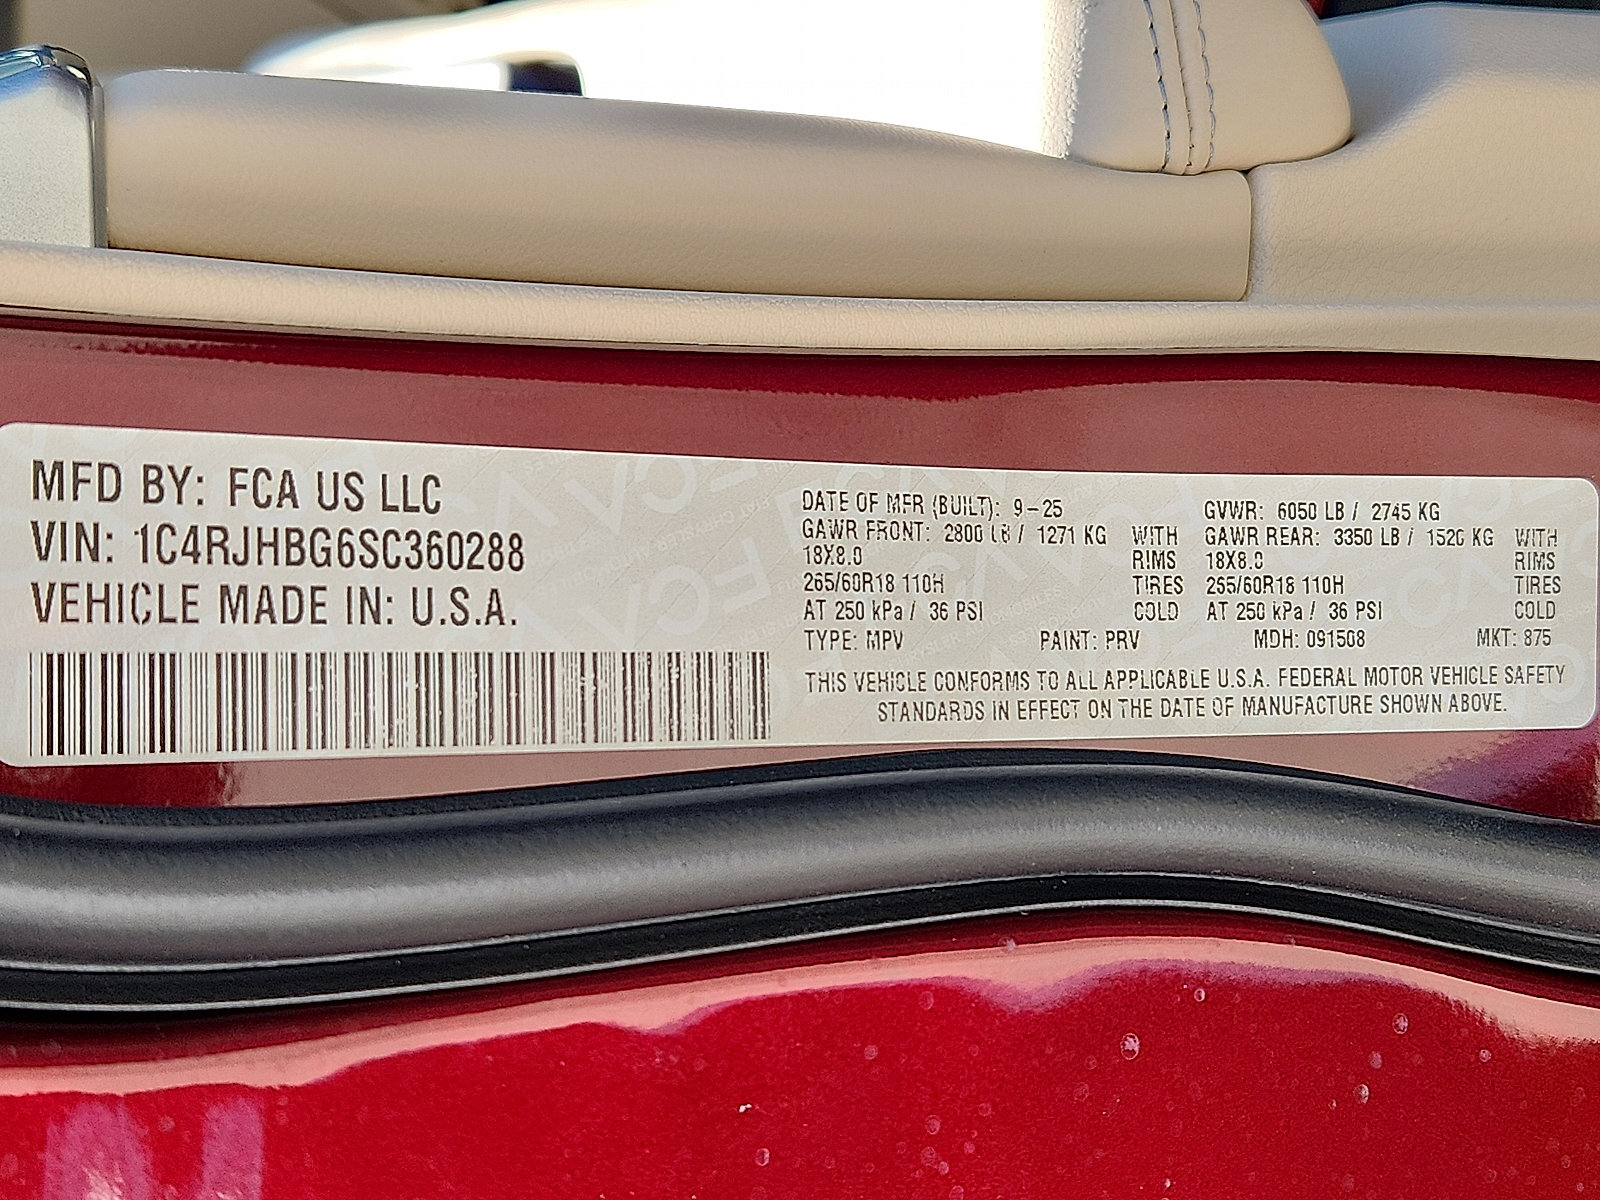 MFD BY: FCA US LLC
VIN: 1C4RJHBG6SC360288
VEHICLE MADE IN: U.S.A.
DATE OF MFR (BUILT): 9-25 GVWR: 6050 LB / 2745 KG
GAWR FRONT: 2800 LB / 1271 KG WITH GAWR REAR: 3350 LB / 1520 KG WITH
18X8.0 RIMS 18X8.0 RIMS
265/60R18 110H TIRES 265/60R18 110H TIRES
AT 250 kPa / 36 PSI COLD AT 250 kPa / 36 PSI COLD
TYPE: MPV PAINT: PRV MDH: 091508 MKT: 875
THIS VEHICLE CONFORMS TO ALL APPLICABLE U.S.A. FEDERAL MOTOR VEHICLE SAFETY
STANDARDS IN EFFECT ON THE DATE OF MANUFACTURE SHOWN ABOVE.